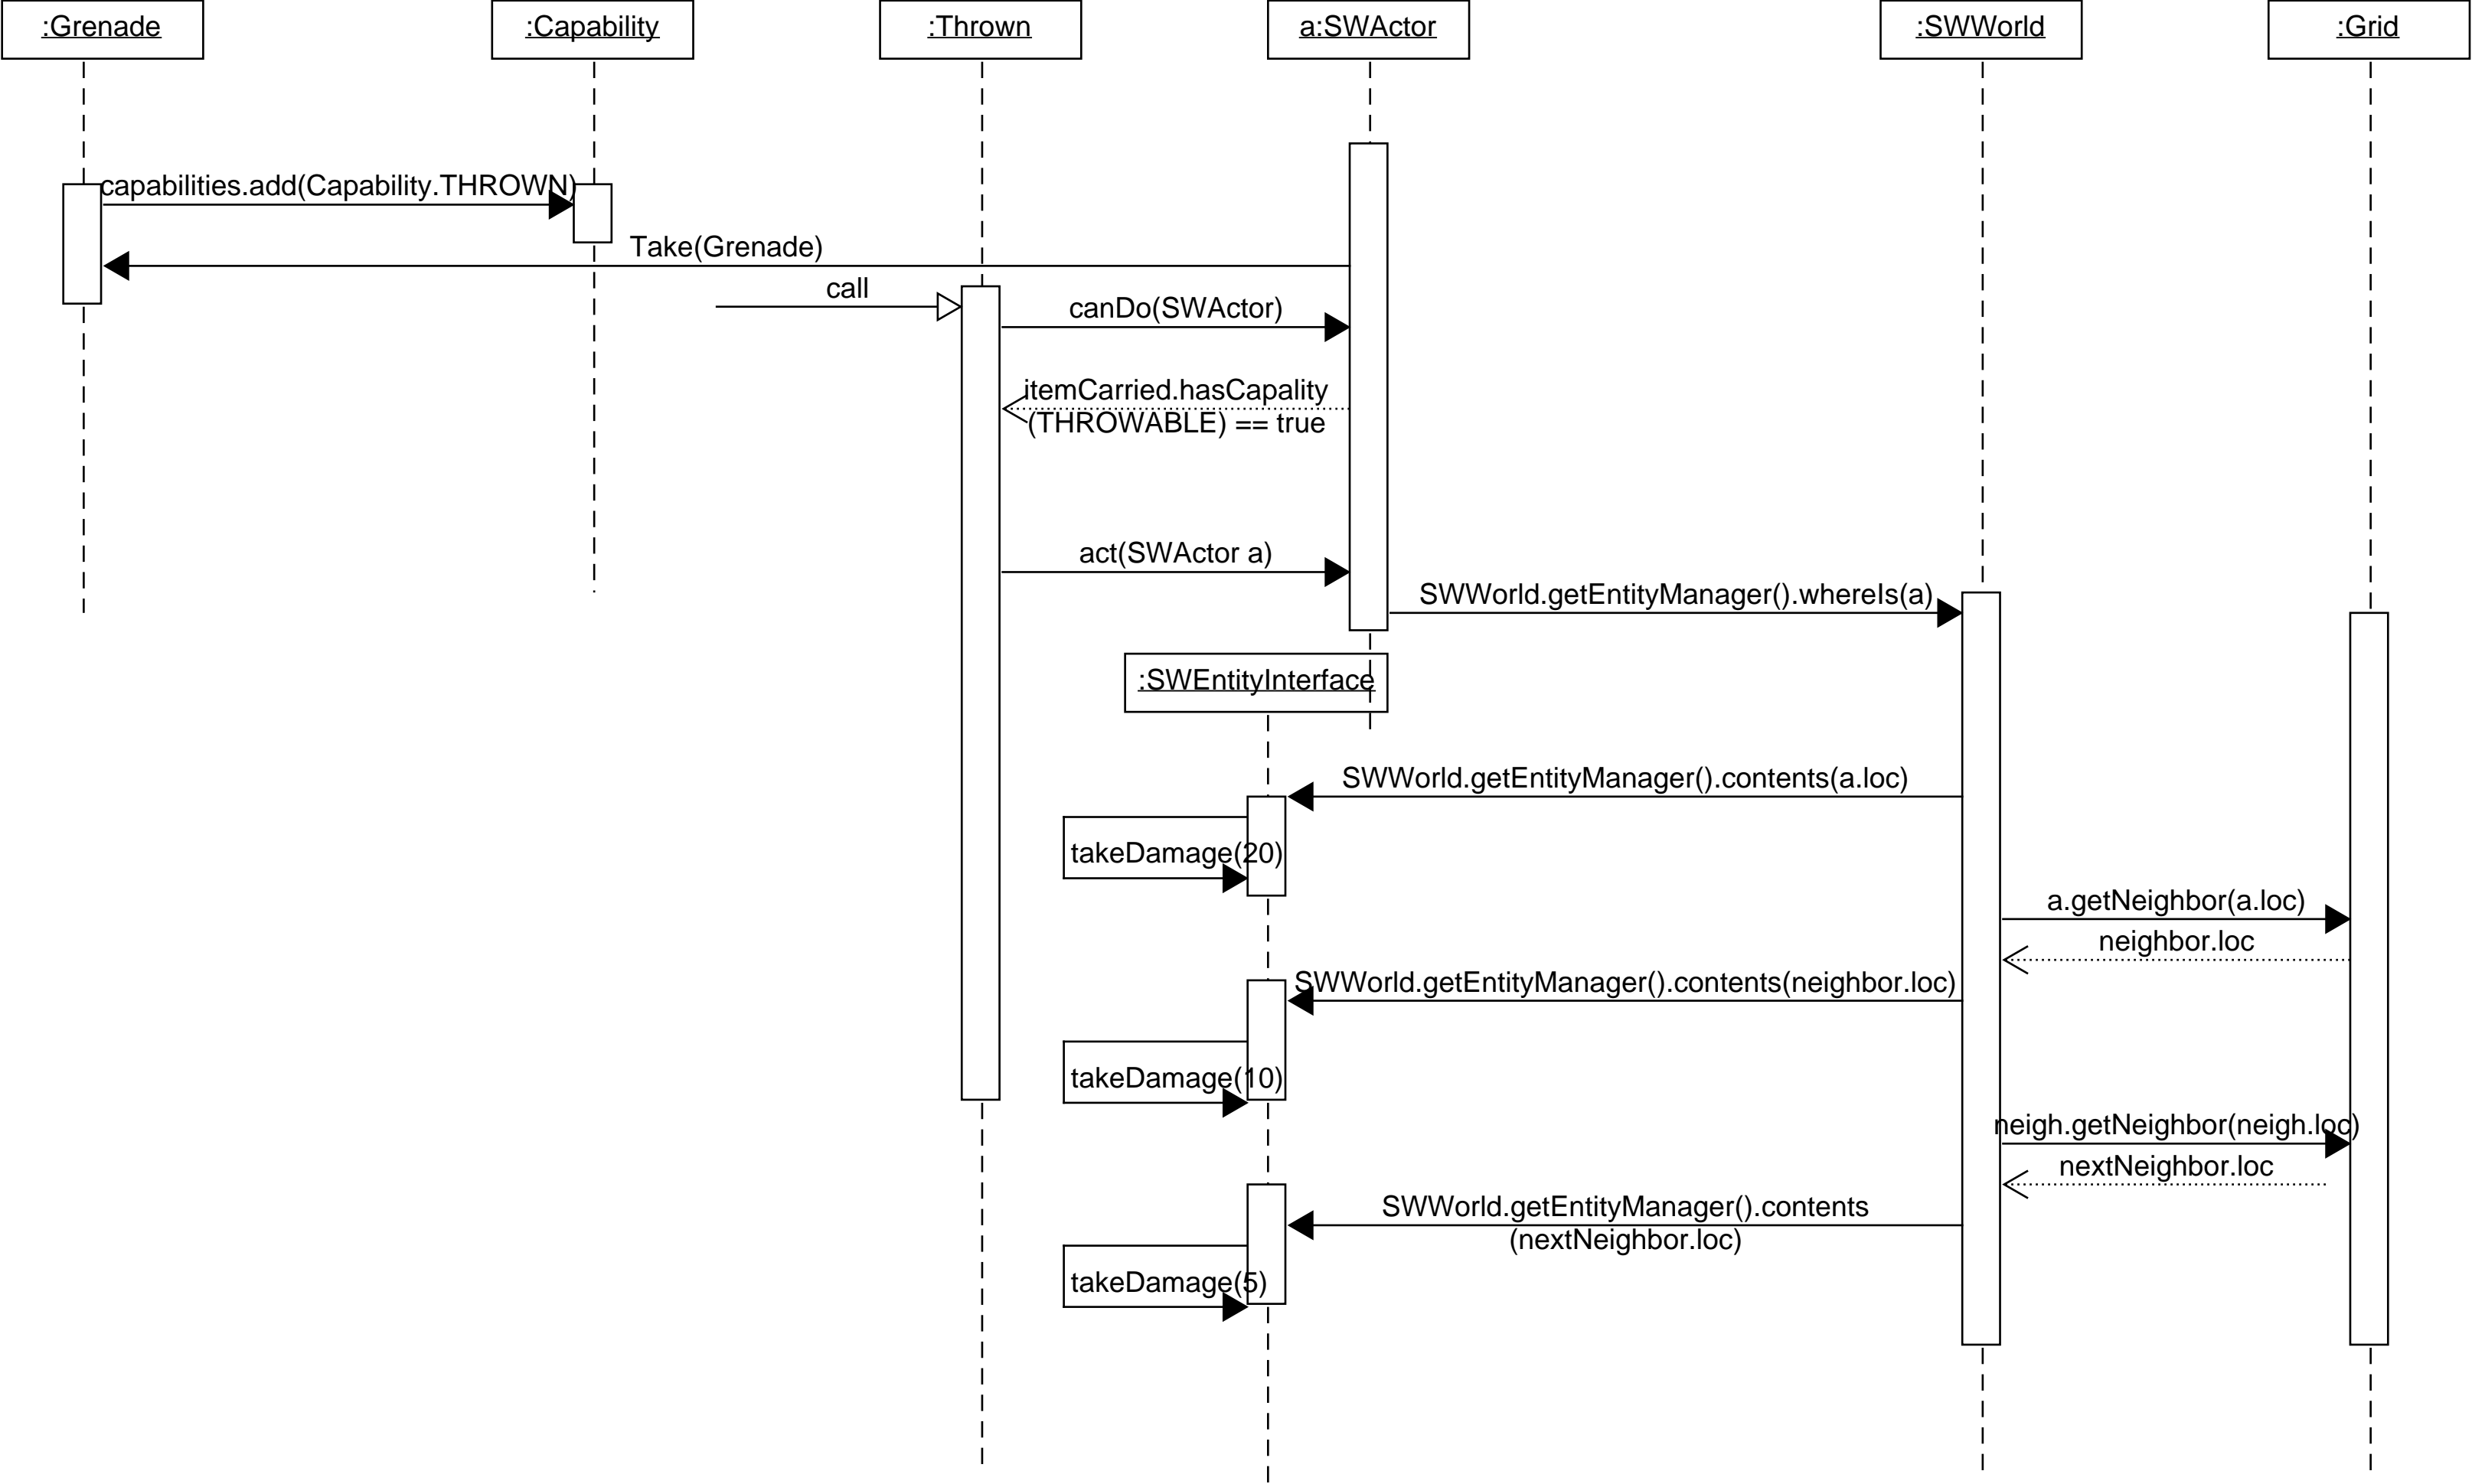 :Grenade
:Capability
:Thrown
a:SWActor
:SWWorld
:Grid
capabilities.add(Capability.THROWN)
Take(Grenade)
call
canDo(SWActor)
itemCarried.hasCapality
(THROWABLE) == true
act(SWActor a)
SWWorld.getEntityManager().whereIs(a)
:SWEntityInterface
SWWorld.getEntityManager().contents(a.loc)
takeDamage(20)
a.getNeighbor(a.loc)
neighbor.loc
SWWorld.getEntityManager().contents(neighbor.loc)
takeDamage(10)
neigh.getNeighbor(neigh.loc)
nextNeighbor.loc
SWWorld.getEntityManager().contents
(nextNeighbor.loc)
takeDamage(5)